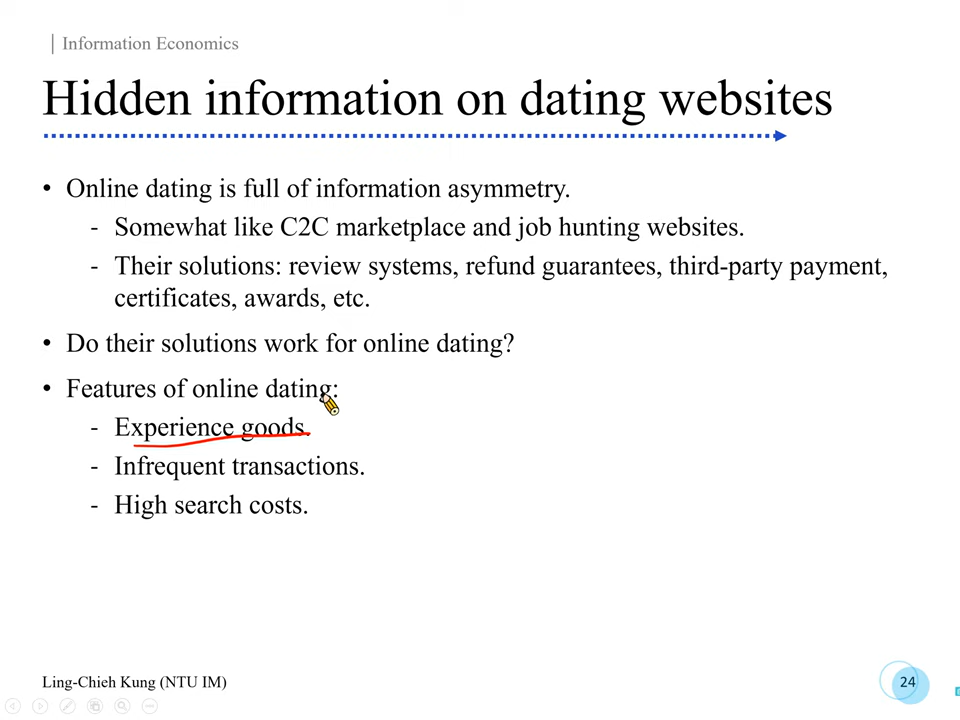 Information Economics
Hidden information on dating websites
• Online dating is full of information asymmetry.
- Somewhat like C2C marketplace and job hunting websites.
- Their solutions: review systems, refund guarantees, third-party payment,
certificates, awards, etc.
• Do their solutions work for online dating?
• Features of online dating:
- Experience goods.
- Infrequent transactions.
- High search costs.
Ling-Chieh Kung (NTU IM)
24